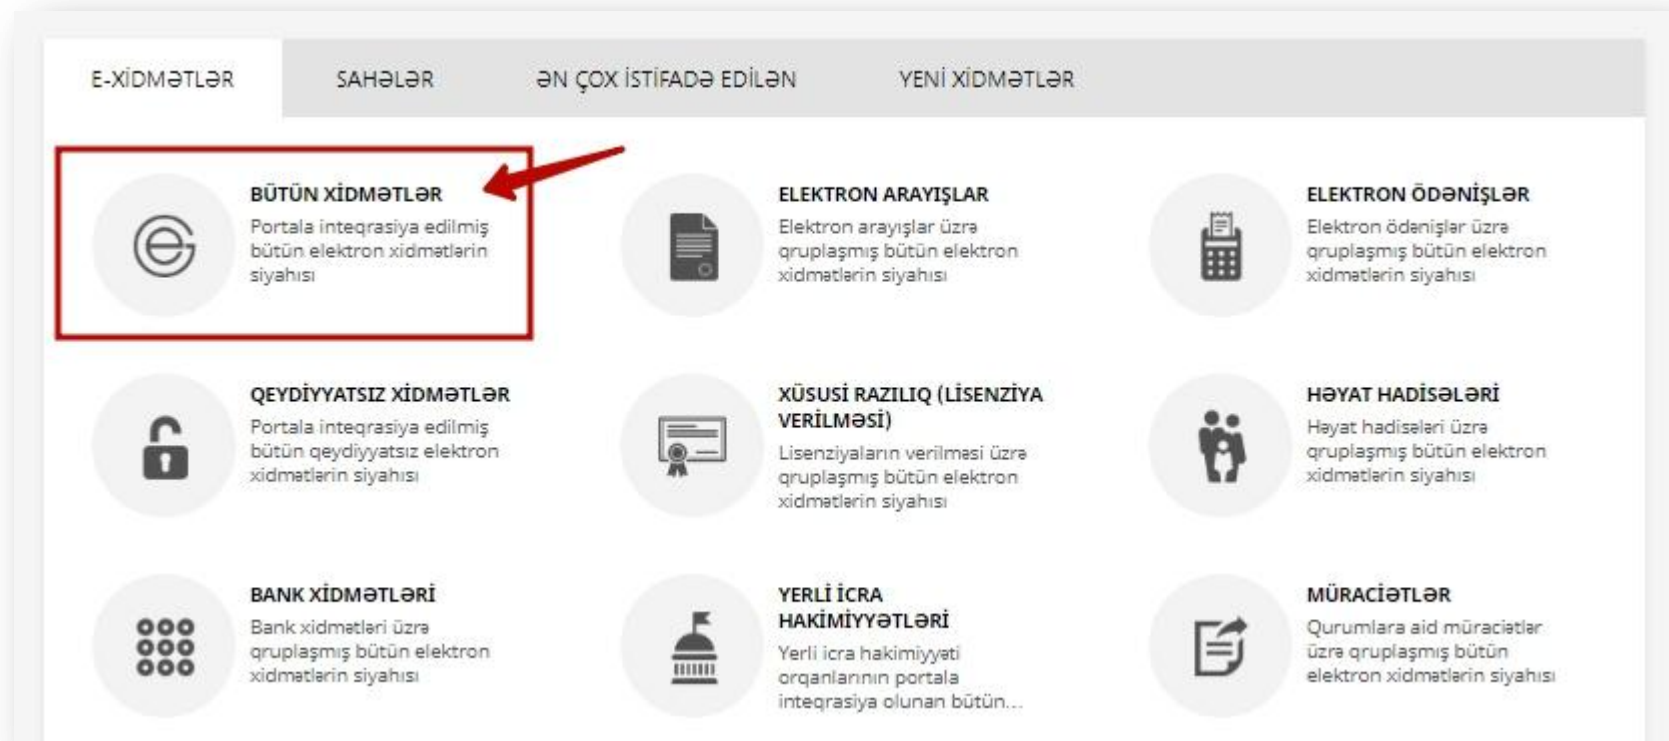 E-XİDMƏTLƏR
SAHƏLƏR
ƏN ÇOX İSTİFADƏ EDİLƏN
YENİ XİDMƏTLƏR
BÜTÜN XİDMƏTLƏR
Portala inteqrasiya edilmiş
bütün elektron xidmətlərin
siyahısı
ELEKTRON ARAYIŞLAR
Elektron arayışlar üzrə
qruplaşmış bütün elektron
xidmətlərin siyahısı
ELEKTRON ÖDƏNİŞLƏR
Elektron ödənişlər üzrə
qruplaşmış bütün elektron
xidmətlərin siyahısı
QEYDİYYATSIZ XİDMƏTLƏR
Portala inteqrasiya edilmiş
bütün qeydiyyatsız elektron
xidmətlərin siyahısı
XÜSUSİ RAZILIQ (LİSENZİYA
VERİLMƏSİ)
Lisenziyaların verilməsi üzrə
qruplaşmış bütün elektron
xidmətlərin siyahısı
HƏYAT HADİSƏLƏRİ
Həyat hadisələri üzrə
qruplaşmış bütün elektron
xidmətlərin siyahısı
BANK XİDMƏTLƏRİ
Bank xidmətləri üzrə
qruplaşmış bütün elektron
xidmətlərin siyahısı
YERLİ İCRA
HAKİMİYYƏTLƏRİ
Yerli icra hakimiyyəti
orqanlarının portala
inteqrasiya olunan bütün...
MÜRACİƏTLƏR
Qurumlara aid müraciətlər
üzrə qruplaşmış bütün
elektron xidmətlərin siyahısı